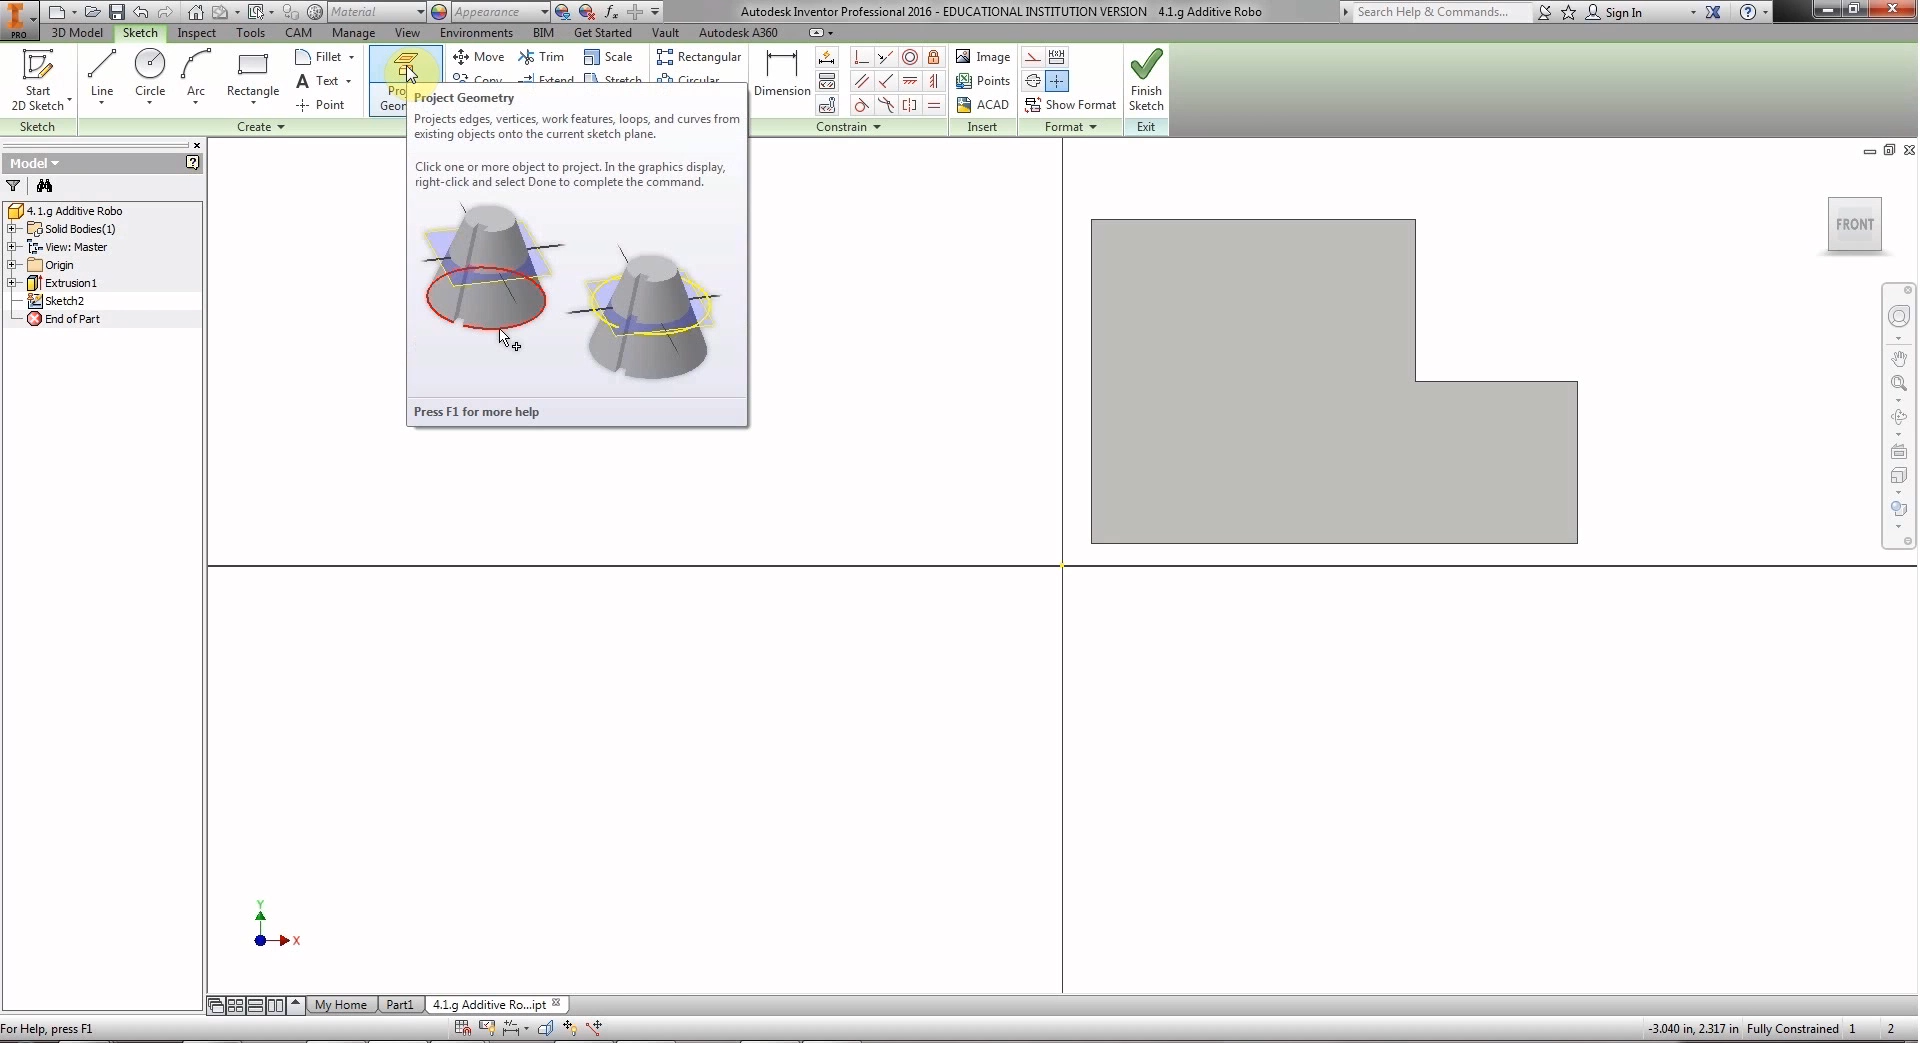 Material
Appearance
Autodesk Inventor Professional 2016 - EDUCATIONAL INSTITUTION VERSION 4.1.g Additive Robo
Search Help & Commands...
Sign In
PRO
3D Model Sketch Inspect Tools CAM Manage View Environments BIM Get Started Vault Autodesk A360
Start
2D Sketch
Line
Circle
Arc
Rectangle
Fillet
Text
Point
Move
Trim
Scale
Copy
Extend
Stretch
Rectangular
Circular
Dimension
Image
Points
ACAD
Show Format
Finish
Sketch
Sketch
Create
Constrain
Insert
Format
Exit
Project Geometry
Projects edges, vertices, work features, loops, and curves from
existing objects onto the current sketch plane.
Click one or more object to project. In the graphics display,
right-click and select Done to complete the command.
Press F1 for more help
Model
4.1.g Additive Robo
Solid Bodies(1)
View: Master
Origin
Extrusion1
Sketch2
End of Part
FRONT
Y
X
My Home Part1 4.1.g Additive Ro...ipt
For Help, press F1
-3.040 in, 2.317 in Fully Constrained 1 2